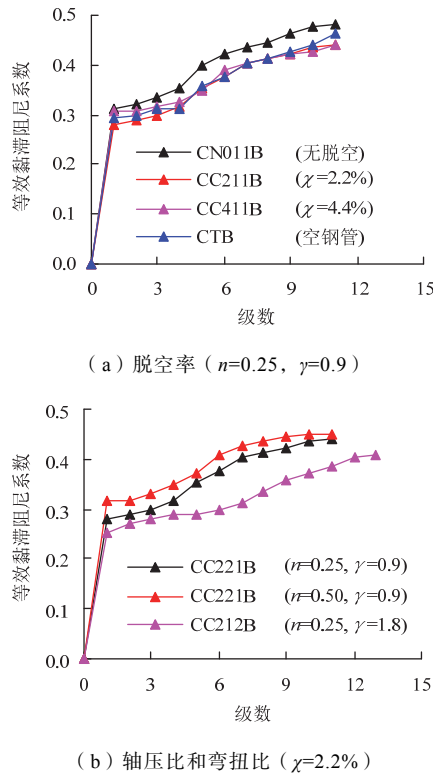 0.5
0.4
0.3
0.2
0.1
0.0
等效黏滞阻尼系数
CN011B (无脱空)
CC211B (χ=2.2%)
CC411B (χ=4.4%)
CTB (空钢管)
0 3 6 9 12 15
级数
（a）脱空率（n=0.25，γ=0.9）
0.5
0.4
0.3
0.2
0.1
0.0
等效黏滞阻尼系数
CC221B (n=0.25, γ=0.9)
CC221B (n=0.50, γ=0.9)
CC212B (n=0.25, γ=1.8)
0 3 6 9 12 15
级数
（b）轴压比和弯扭比（χ=2.2%）